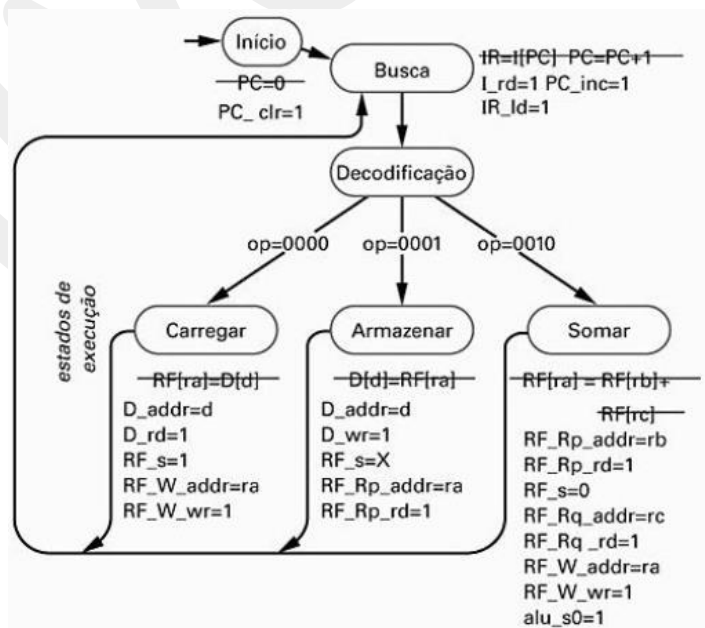 Início
PC=0
PC_ clr=1
Busca
IR=I[PC] PC=PC+1
I_rd=1 PC_inc=1
IR_ld=1
Decodificação
op=0000 op=0001 op=0010
estados de
execução
Carregar
RF[ra]=D[d]
D_addr=d
D_rd=1
RF_s=1
RF_W_addr=ra
RF_W_wr=1
Armazenar
D[d]=RF[ra]
D_addr=d
D_wr=1
RF_s=X
RF_Rp_addr=ra
RF_Rp_rd=1
Somar
RF[ra] = RF[rb]+
RF[rc]
RF_Rp_addr=rb
RF_Rp_rd=1
RF_s=0
RF_Rq_addr=rc
RF_Rq _rd=1
RF_W_addr=ra
RF_W_wr=1
alu_s0=1